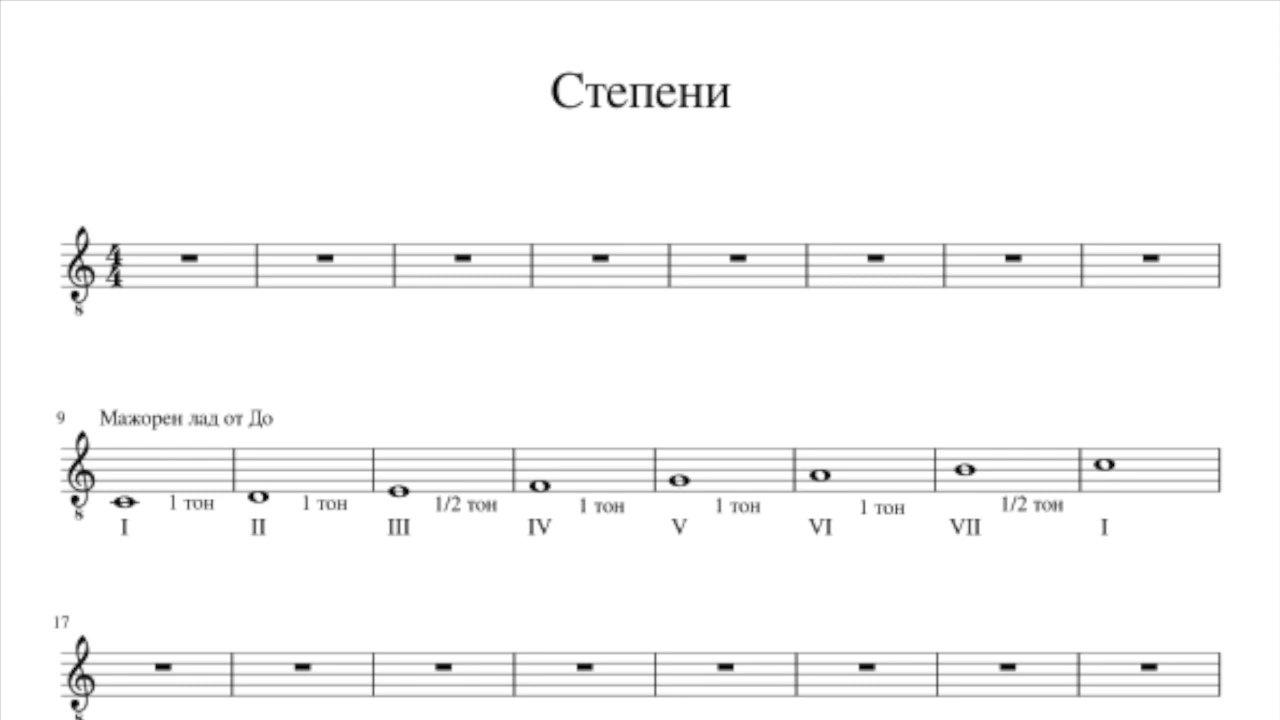 Степени
4
4
8
9 Мажорен лад от До
1 тон 1 тон 1/2 тон 1 тон 1 тон 1 тон 1/2 тон
8
I II III IV V VI VII I
17
8